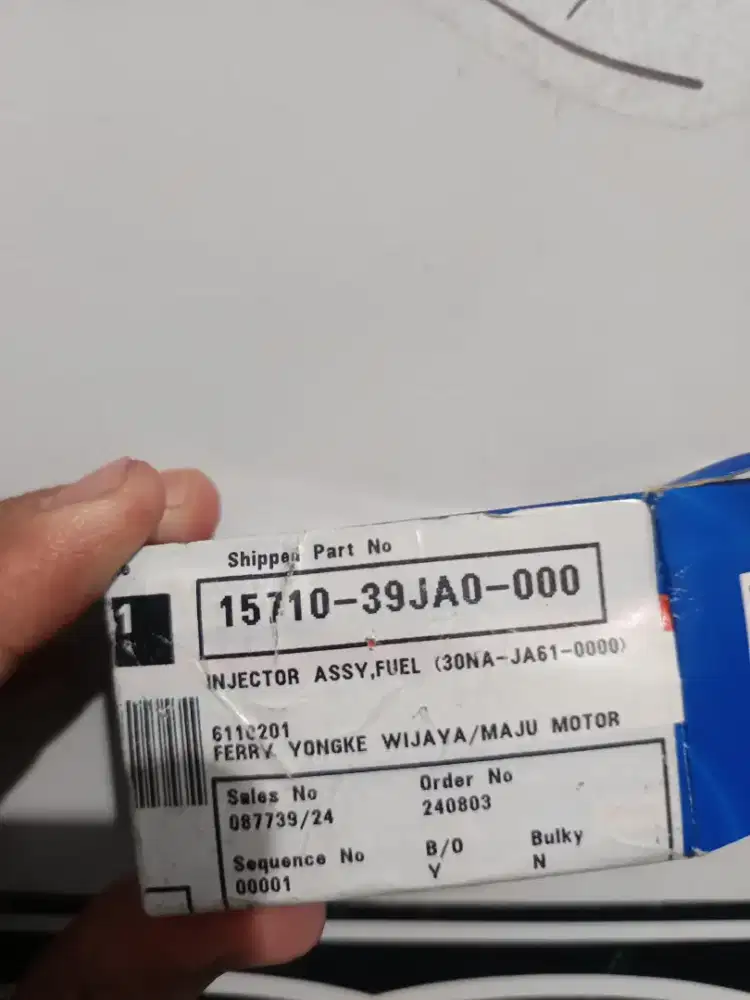 Shipped Part No
1
15710-39JA0-000
INJECTOR ASSY,FUEL (30NA-JA61-0000)
6110201
FERRY YONGKE WIJAYA/MAJU MOTOR
Sales No
087739/24
Order No
240803
Sequence No
00001
B/O
Y
Bulky
N